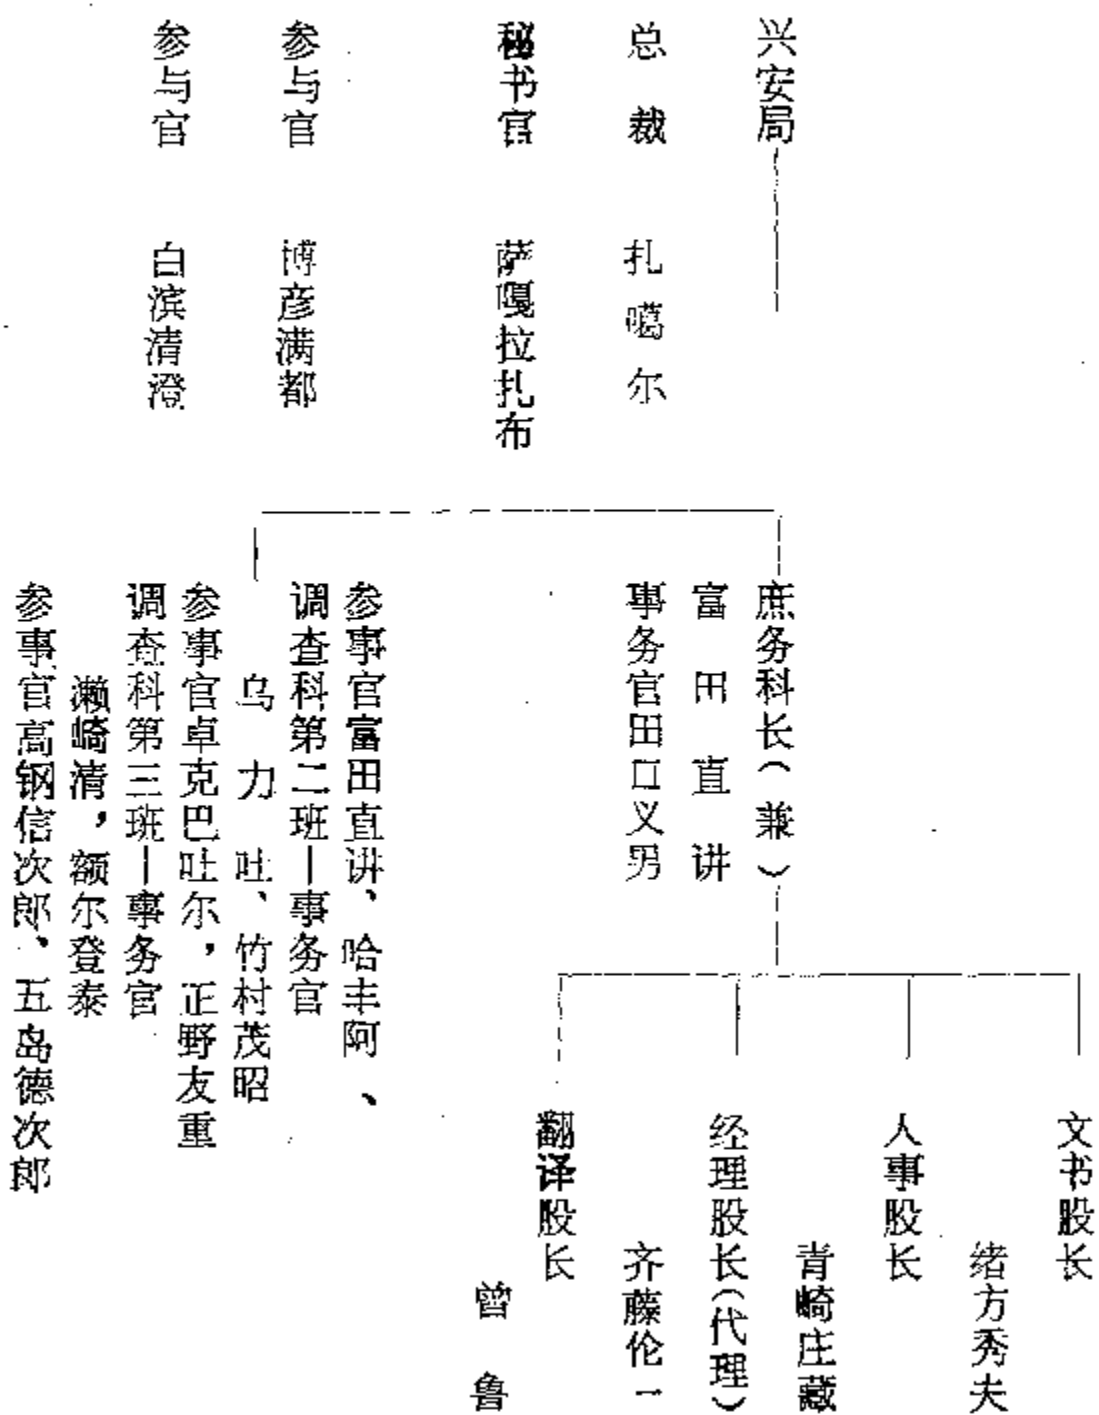 兴安局
总裁 扎噶尔
秘书官 萨嘎拉扎布
参与官 博彦满都
参与官 白滨清澄
庶务科长(兼)
富田直讲
事务官田口义男
文书股长
绪方秀夫
人事股长
青崎庄藏
经理股长(代理)
齐藤伦一
翻译股长
曾鲁
参事官富田直讲、哈丰阿、
调查科第二班—事务官
乌力吐、竹村茂昭
参事官卓克巴吐尔,正野友重
调查科第三班—事务官
濑崎清,额尔登泰
参事官高钢信次郎、五岛德次郎